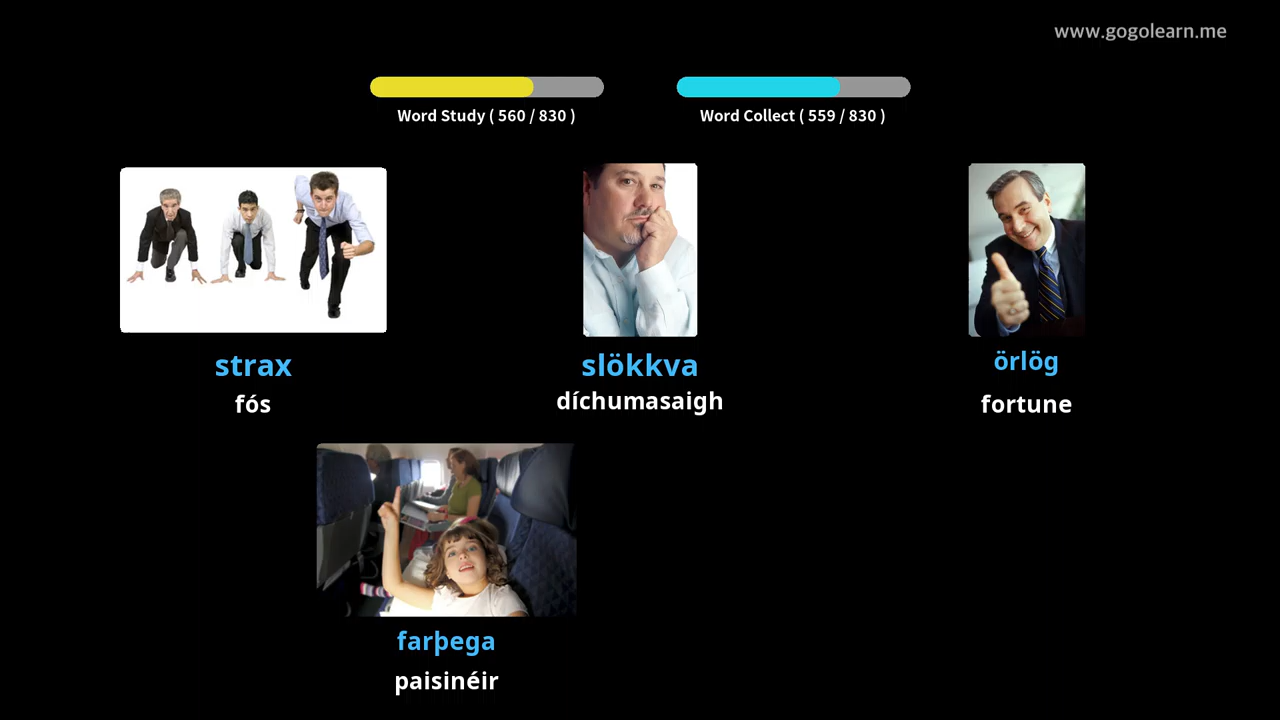 www.gogolearn.me
Word Study ( 560 / 830 )
Word Collect ( 559 / 830 )
strax
fós
slökkva
díchumasaigh
örlög
fortune
farþega
paisinéir